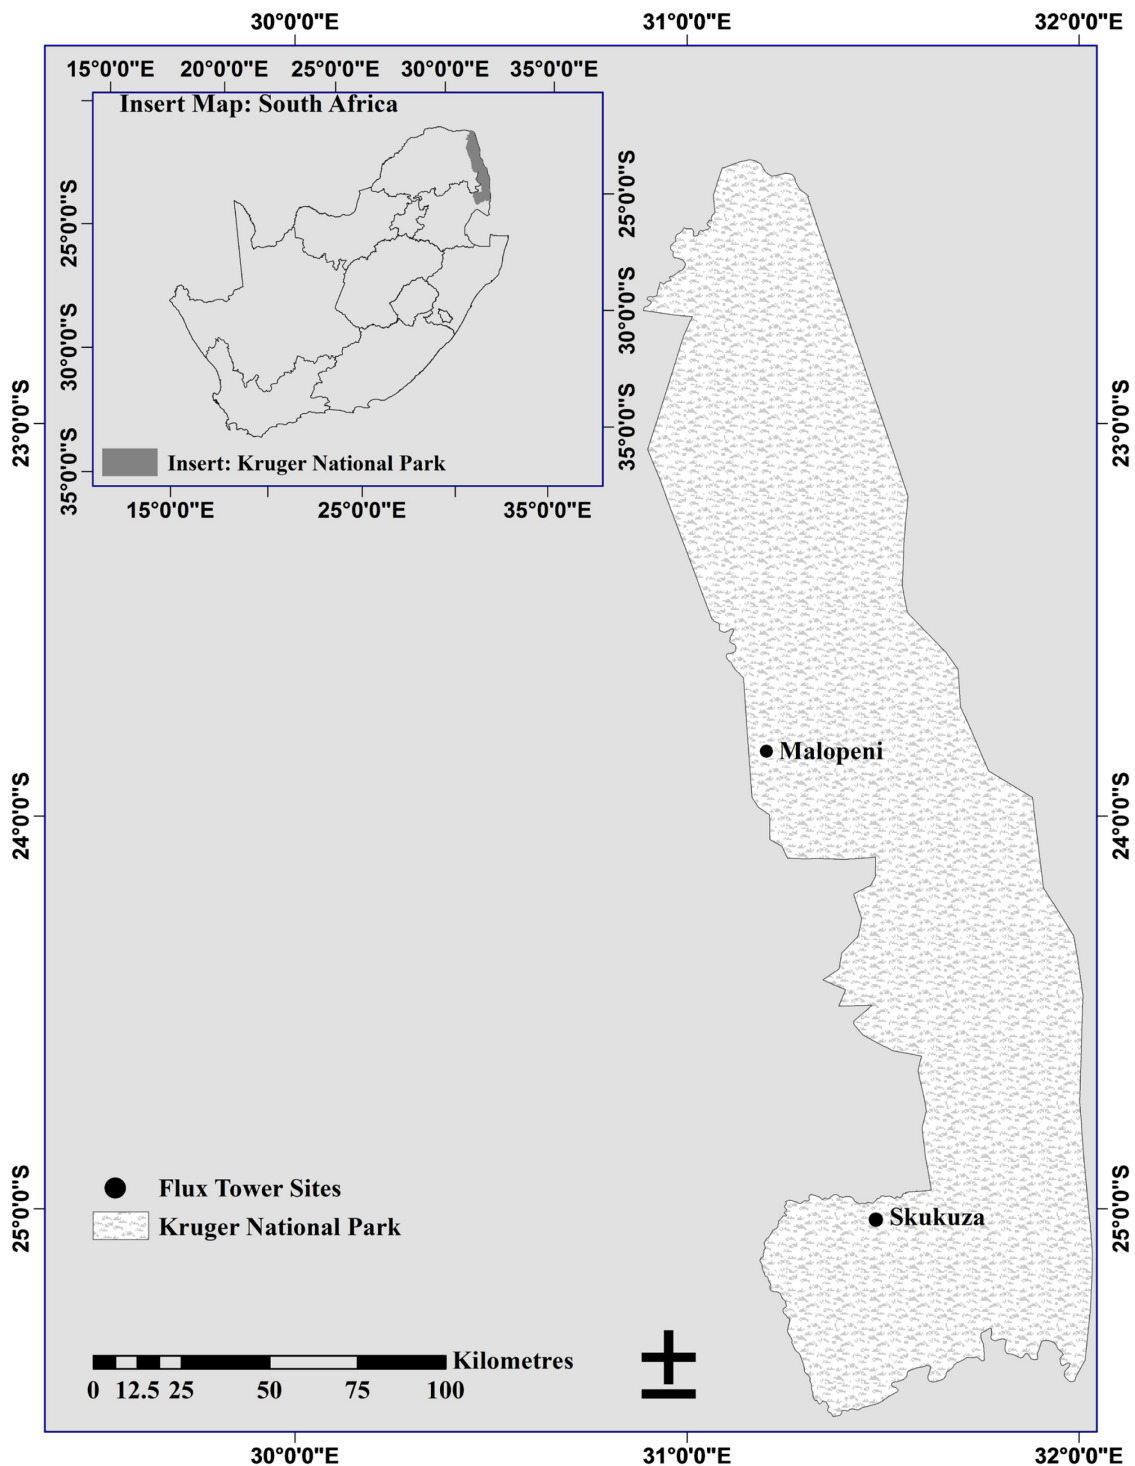 30°0'0"E 31°0'0"E 32°0'0"E
15°0'0"E 20°0'0"E 25°0'0"E 30°0'0"E 35°0'0"E
Insert Map: South Africa
25°0'0"S
30°0'0"S
35°0'0"S
25°0'0"S
30°0'0"S
35°0'0"S
Insert: Kruger National Park
15°0'0"E 25°0'0"E 35°0'0"E
23°0'0"S
23°0'0"S
Malopeni
24°0'0"S
24°0'0"S
Flux Tower Sites
Kruger National Park
Skukuza
25°0'0"S
25°0'0"S
Kilometres
0 12.5 25 50 75 100
30°0'0"E 31°0'0"E 32°0'0"E